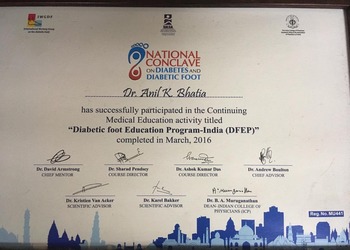 IWGDF
NATIONAL
CONCLAVE
ON DIABETES AND
DIABETIC FOOT
Dr. Anil K. Bhatia
has successfully participated in the Continuing
Medical Education activity titled
"Diabetic foot Education Program-India (DFEP)"
completed in March, 2016
Dr. David Armstrong Dr. Sharad Pendsey Dr. Ashok Kumar Das Dr. Andrew Boulton
CHIEF MENTOR COURSE DIRECTOR COURSE DIRECTOR CHIEF ADVISOR
Dr. Kristien Van Acker Dr. Karel Bakker Dr. B. A. Muruganathan
SCIENTIFIC ADVISOR SCIENTIFIC ADVISOR DEAN- INDIAN COLLEGE OF
PHYSICIANS (ICP)
Reg. No. MU/441